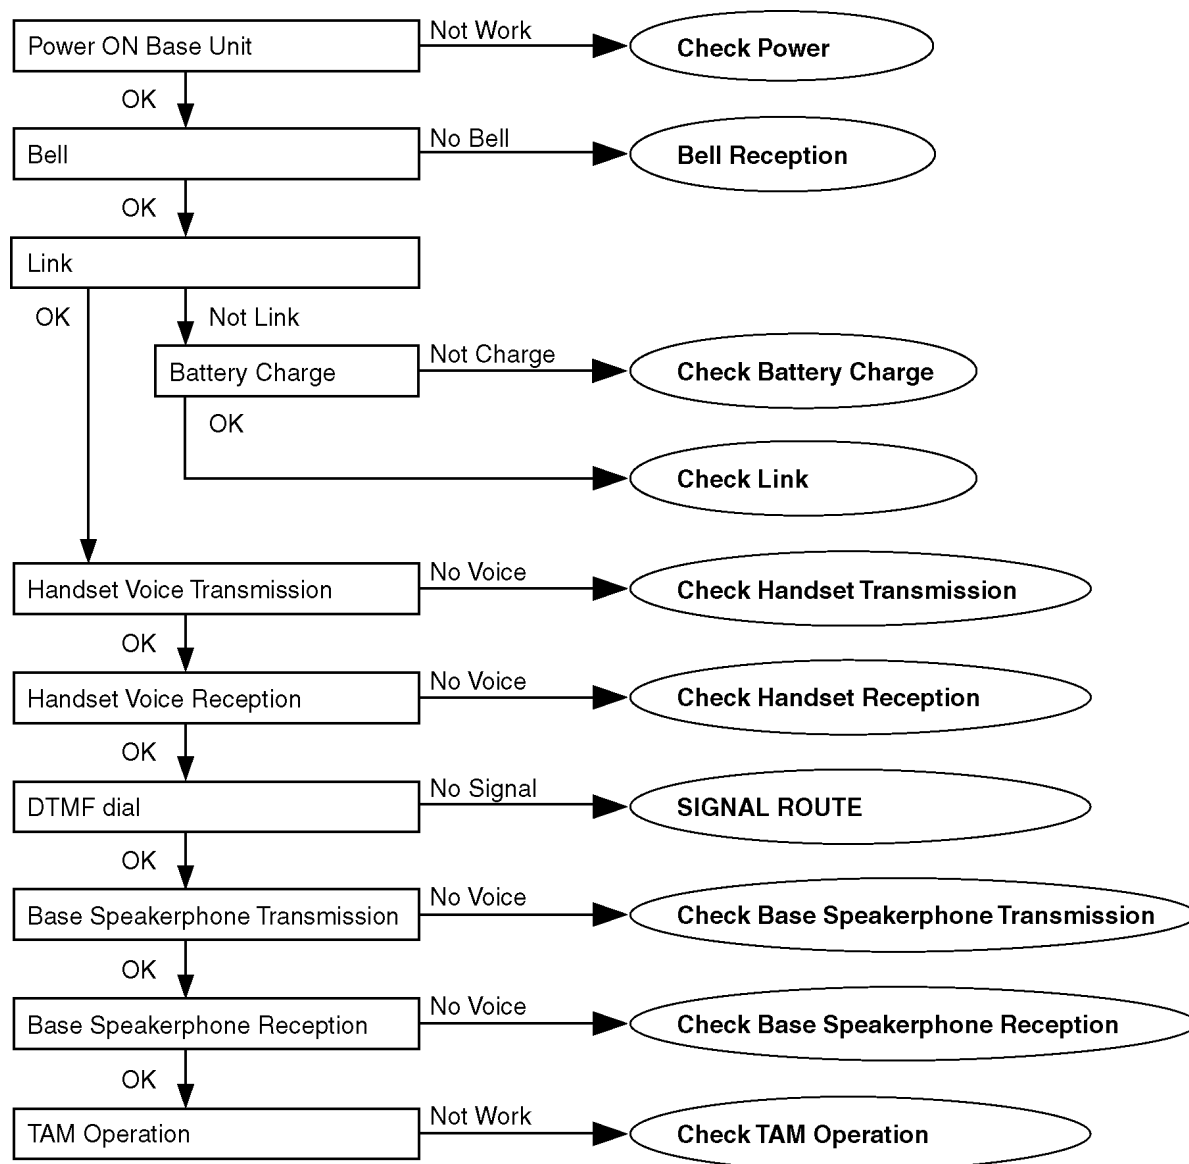 Power ON Base Unit
Not Work
Check Power
OK
Bell
No Bell
Bell Reception
OK
Link
OK
Not Link
Battery Charge
Not Charge
Check Battery Charge
OK
Check Link
Handset Voice Transmission
No Voice
Check Handset Transmission
OK
Handset Voice Reception
No Voice
Check Handset Reception
OK
DTMF dial
No Signal
SIGNAL ROUTE
OK
Base Speakerphone Transmission
No Voice
Check Base Speakerphone Transmission
OK
Base Speakerphone Reception
No Voice
Check Base Speakerphone Reception
OK
TAM Operation
Not Work
Check TAM Operation